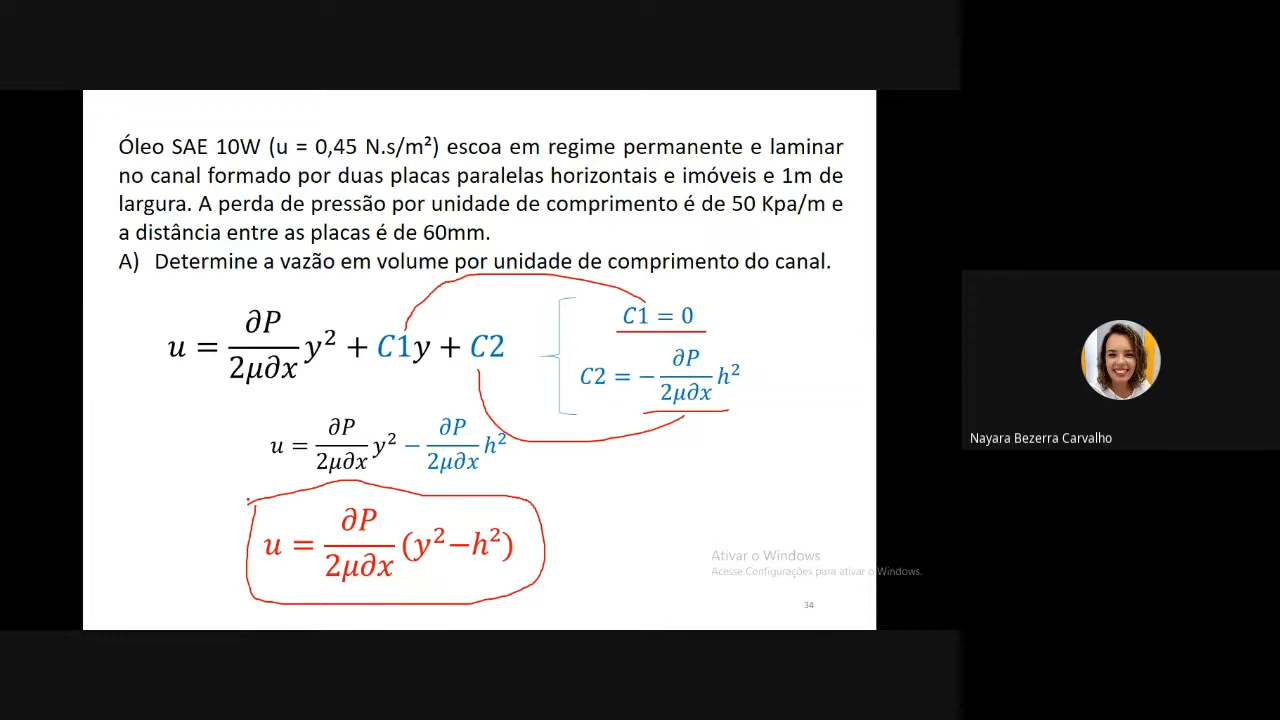 Óleo SAE 10W (u = 0,45 N.s/m²) escoa em regime permanente e laminar
no canal formado por duas placas paralelas horizontais e imóveis e 1m de
largura. A perda de pressão por unidade de comprimento é de 50 Kpa/m e
a distância entre as placas é de 60mm.
A) Determine a vazão em volume por unidade de comprimento do canal.
u = ∂P/2μ∂x y² + C1y + C2
C1 = 0
C2 = − ∂P/2μ∂x h²
u = ∂P/2μ∂x y² − ∂P/2μ∂x h²
u = ∂P/2μ∂x (y²−h²)
Ativar o Windows
Acesse Configurações para ativar o Windows.
34
Nayara Bezerra Carvalho